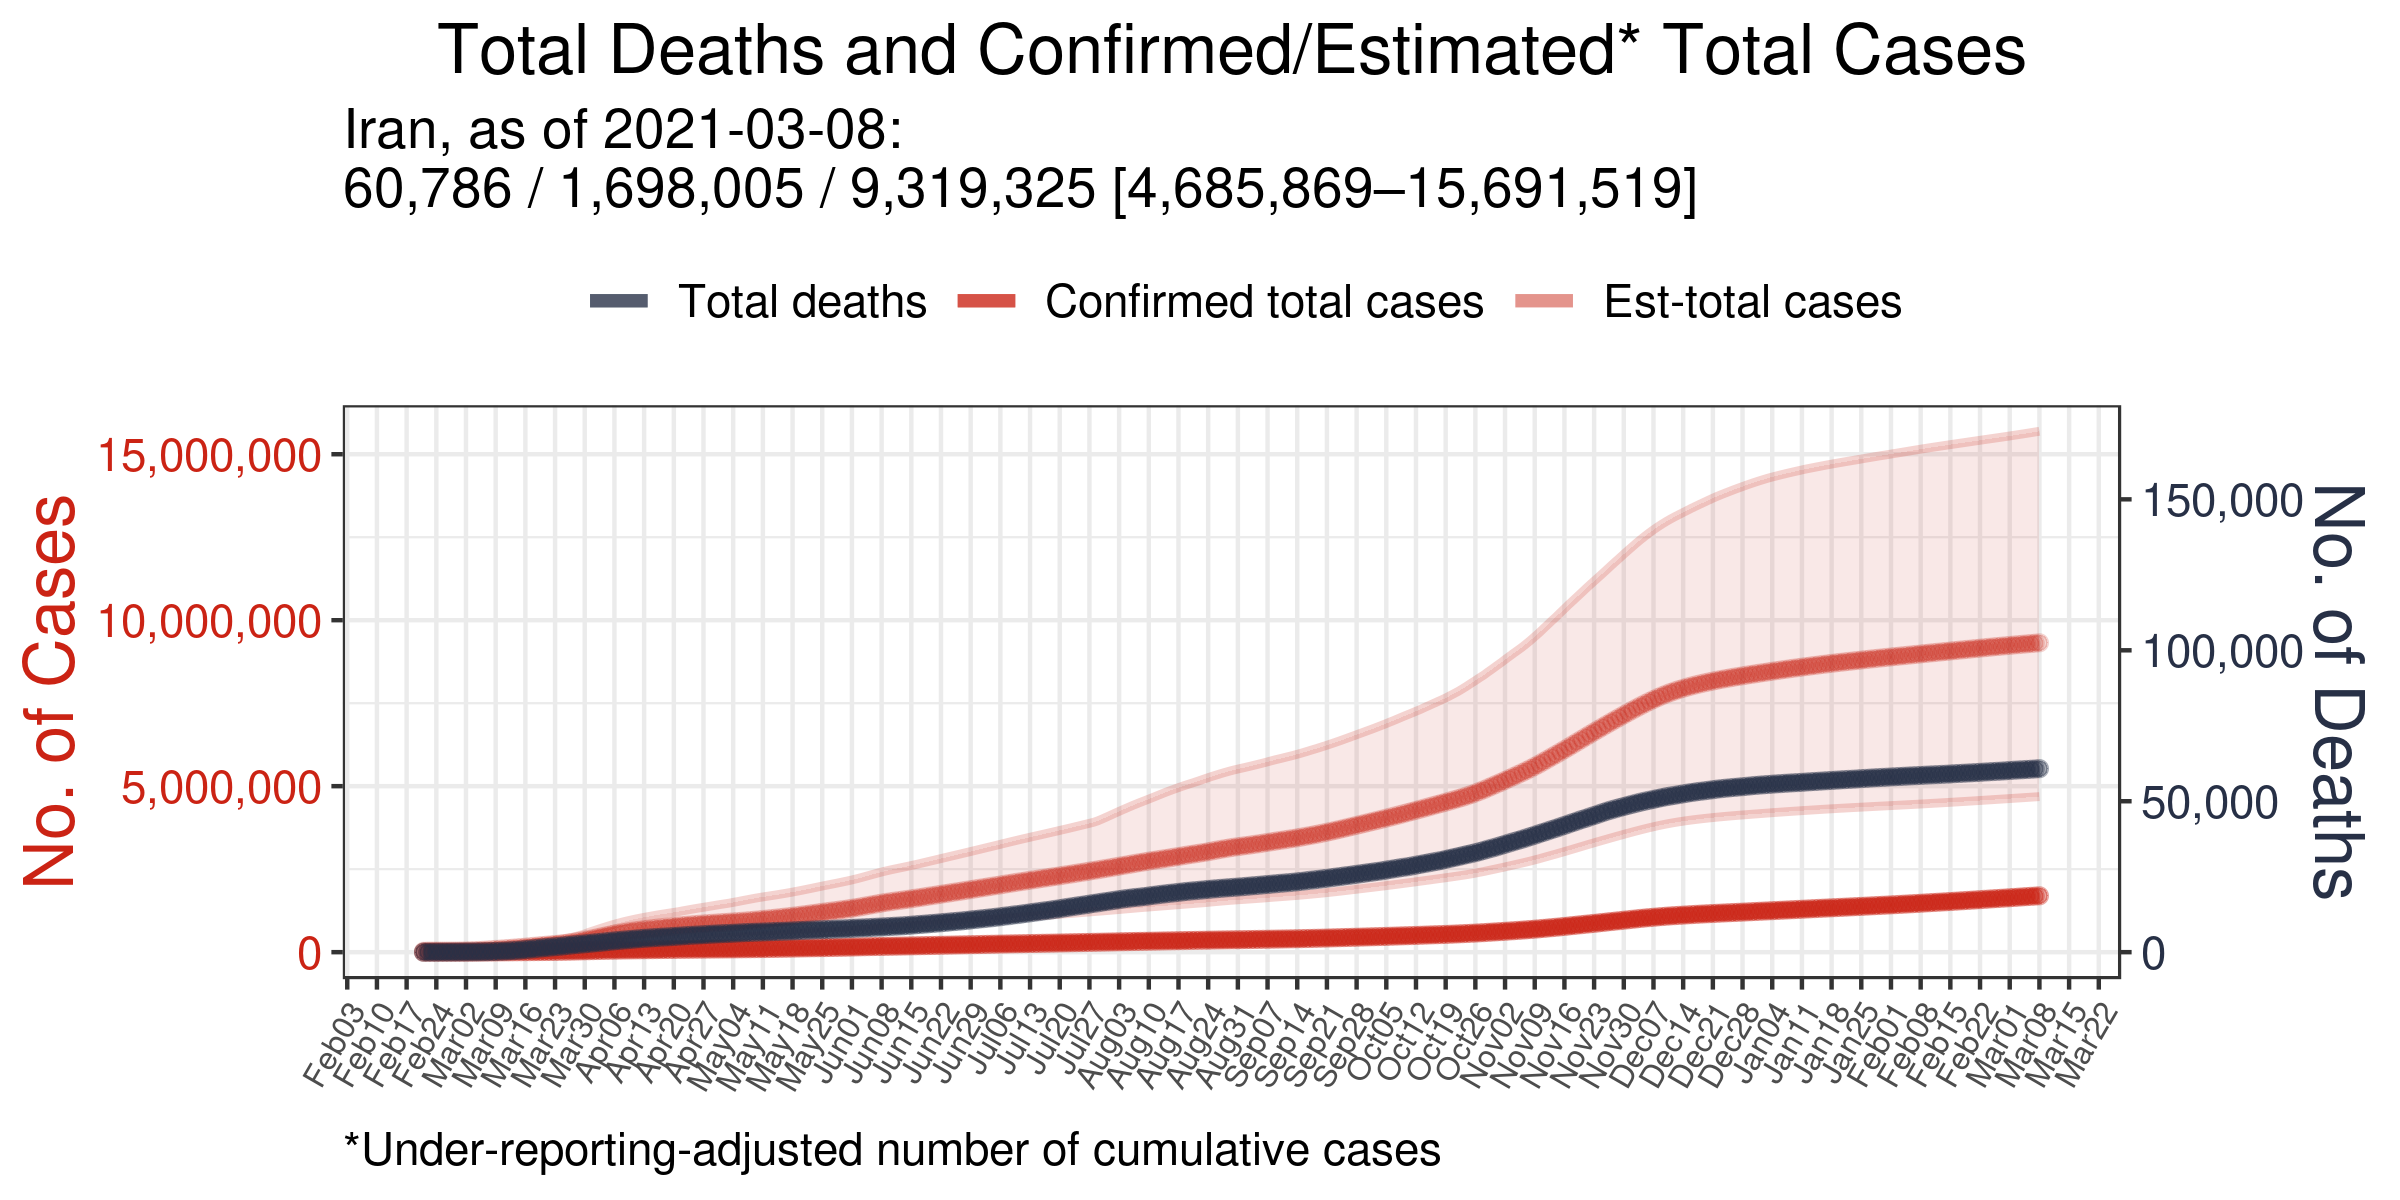 Total Deaths and Confirmed/Estimated* Total Cases
Iran, as of 2021-03-08:
60,786 / 1,698,005 / 9,319,325 [4,685,869–15,691,519]
Total deaths
Confirmed total cases
Est-total cases
No. of Cases
15,000,000
10,000,000
5,000,000
0
150,000
100,000
50,000
0
No. of Deaths
Feb03
Feb10
Feb17
Feb24
Mar02
Mar09
Mar16
Mar23
Mar30
Apr06
Apr13
Apr20
Apr27
May04
May11
May18
May25
Jun01
Jun08
Jun15
Jun22
Jun29
Jul06
Jul13
Jul20
Jul27
Aug03
Aug10
Aug17
Aug24
Aug31
Sep07
Sep14
Sep21
Sep28
Oct05
Oct12
Oct19
Oct26
Nov02
Nov09
Nov16
Nov23
Nov30
Dec07
Dec14
Dec21
Dec28
Jan04
Jan11
Jan18
Jan25
Feb01
Feb08
Feb15
Feb22
Mar01
Mar08
Mar15
Mar22
*Under-reporting-adjusted number of cumulative cases